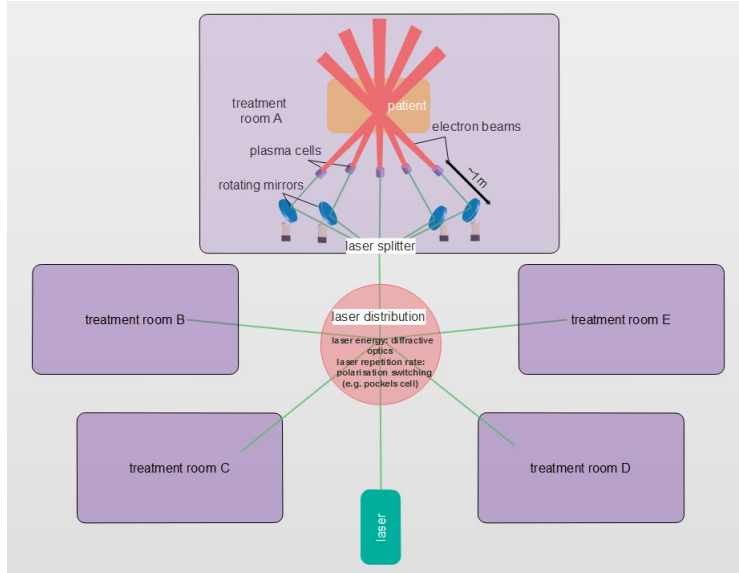 treatment
room A
patient
electron beams
plasma cells
~1m
rotating mirrors
laser splitter
treatment room B
laser distribution
treatment room E
laser energy: diffractive
optics
laser repetition rate:
polarisation switching
(e.g. pockels cell)
treatment room C
treatment room D
laser